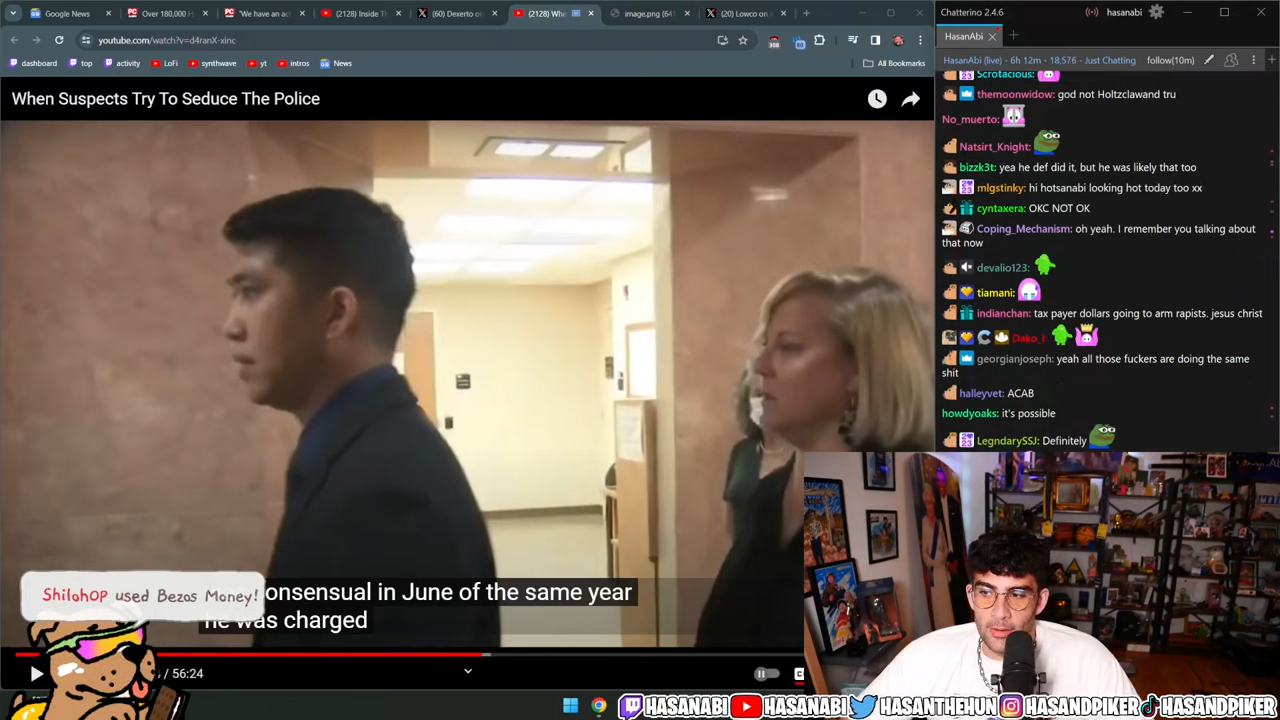 Google News
Over 180,000 H
"We have an ac
(2128) Inside T
(60) Dexerto o
(2128) Whe
image.png (64
(20) Lowco on
youtube.com/watch?v=d4ranX-xinc
dashboard
top
activity
LoFi
synthwave
yt
intros
News
All Bookmarks
When Suspects Try To Seduce The Police
onsensual in June of the same year
he was charged
ShilahOP used Bezos Money!
/ 56:24
Chatterino 2.4.6
hasanabi
HasanAbi
HasanAbi (live) - 6h 12m - 18,576 - Just Chatting
follow(10m)
Scrotacious:
themoonwidow: god not Holtzclawand tru
No_muerto:
Natsirt_Knight:
bizzk3t: yea he def did it, but he was likely that too
mlgstinky: hi hotsanabi looking hot today too xx
cyntaxera: OKC NOT OK
Coping_Mechanism: oh yeah. I remember you talking about
that now
devalio123:
tiamani:
indianchan: tax payer dollars going to arm rapists. jesus christ
Dako_I:
georgianjoseph: yeah all those fuckers are doing the same
shit
halleyvet: ACAB
howdyoaks: it's possible
LegndarySSJ: Definitely
HASANABI
HASANABI
HASANTHEHUN
HASANDPIKER
HASANDPIKER